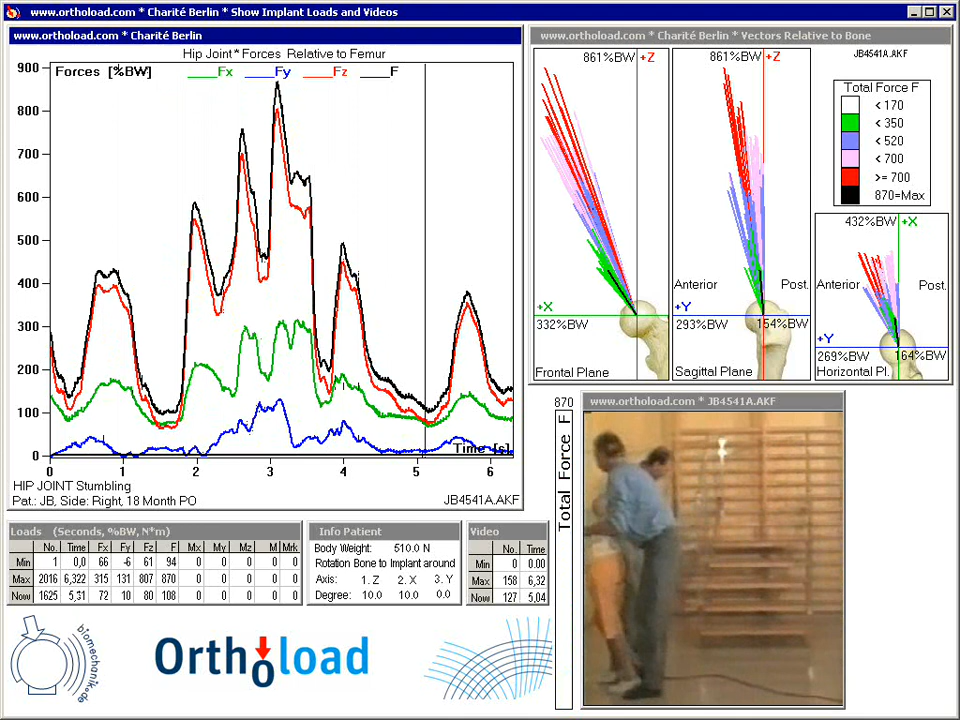 www.orthoload.com * Charité Berlin * Show Implant Loads and Videos
www.orthoload.com * Charité Berlin
Hip Joint * Forces Relative to Femur
Forces [%BW]
Fx Fy Fz F
900
800
700
600
500
400
300
200
100
0
0 1 2 3 4 5 6
Time [s]
HIP JOINT Stumbling
Pat.: JB, Side: Right, 18 Month PO
JB4541A.AKF
www.orthoload.com * Charité Berlin * Vectors Relative to Bone
861%BW +Z
+X
332%BW
Frontal Plane
861%BW +Z
Anterior Post.
+Y
293%BW 154%BW
Sagittal Plane
JB4541A.AKF
Total Force F
< 170
< 350
< 520
< 700
>= 700
870=Max
432%BW +X
Anterior Post.
+Y
269%BW 164%BW
Horizontal Pl.
Loads (Seconds, %BW, N*m)
No. Time Fx Fy Fz F Mx My Mz M Mrk
Min 1 0,0 66 -6 61 94 0 0 0 0 0
Max 2016 6,322 315 131 807 870 0 0 0 0 0
Now 1625 5,31 72 10 80 108 0 0 0 0 0
Info Patient
Body Weight: 510.0 N
Rotation Bone to Implant around
Axis: 1. Z 2. X 3. Y
Degree: 10.0 10.0 0.0
Video
No. Time
Min 0 0.00
Max 158 6,32
Now 127 5,04
870
Total Force F
www.orthoload.com * JB4541A.AKF
biomechanik.de
Orthoload